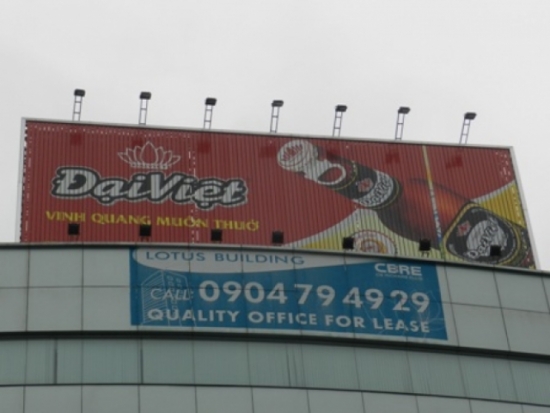 ĐạiViệt
VINH QUANG MUÔN THUỞ
LOTUS BUILDING
CBRE
CALL: 0904 79 49 29
QUALITY OFFICE FOR LEASE